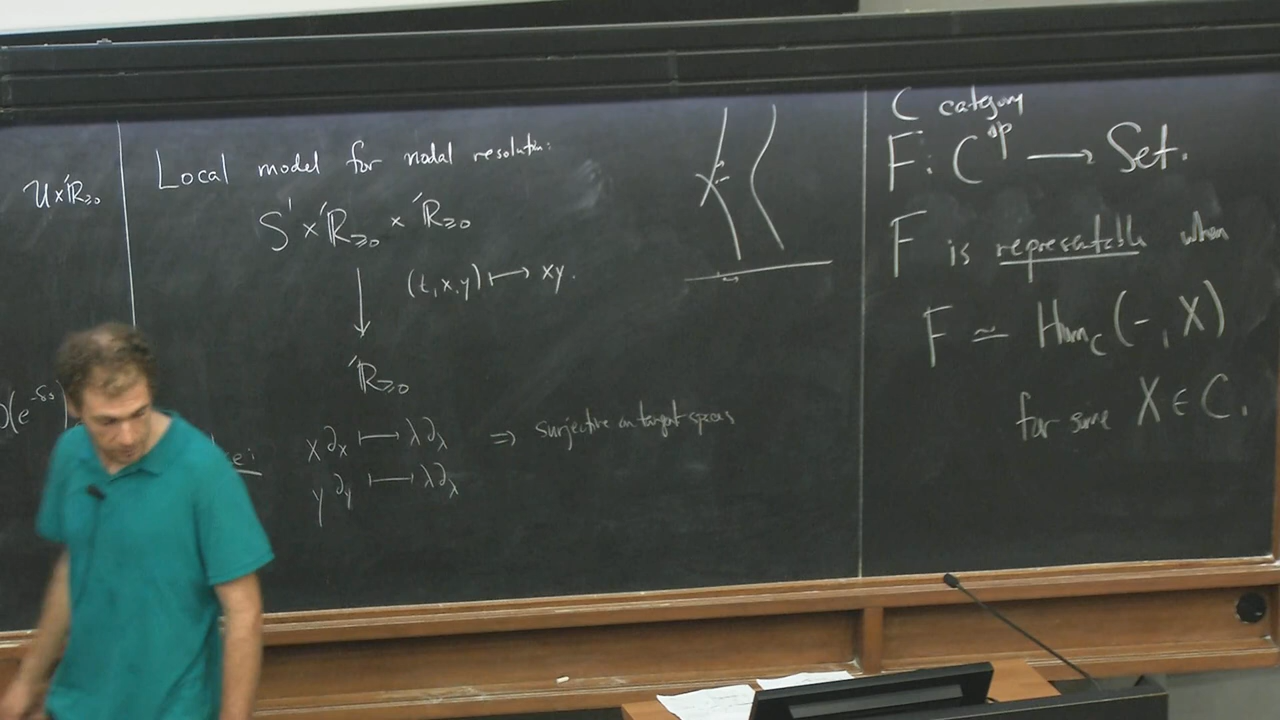 U×'ℝ≥0
Local model for nodal resolution:
S¹ × 'ℝ≥0 × 'ℝ≥0
(t,x,y) ⟼ xy.
'ℝ≥0
x∂x ⟼ λ∂λ ⇒ surjective on tangent spaces
y∂y ⟼ λ∂λ
C category
F: C^op ⟶ Set.
F is representable when
F ≃ Hom_C(-, X)
for some X ∈ C.